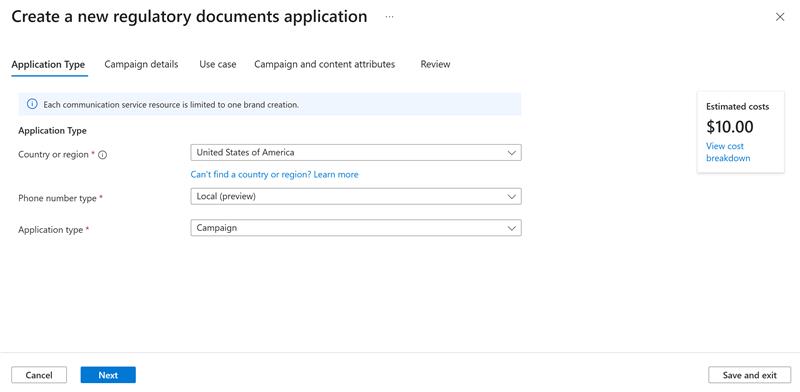 Create a new regulatory documents application ...
Application Type Campaign details Use case Campaign and content attributes Review
Each communication service resource is limited to one brand creation.
Estimated costs
$10.00
View cost
breakdown
Application Type
Country or region * United States of America
Can't find a country or region? Learn more
Phone number type * Local (preview)
Application type * Campaign
Cancel Next Save and exit